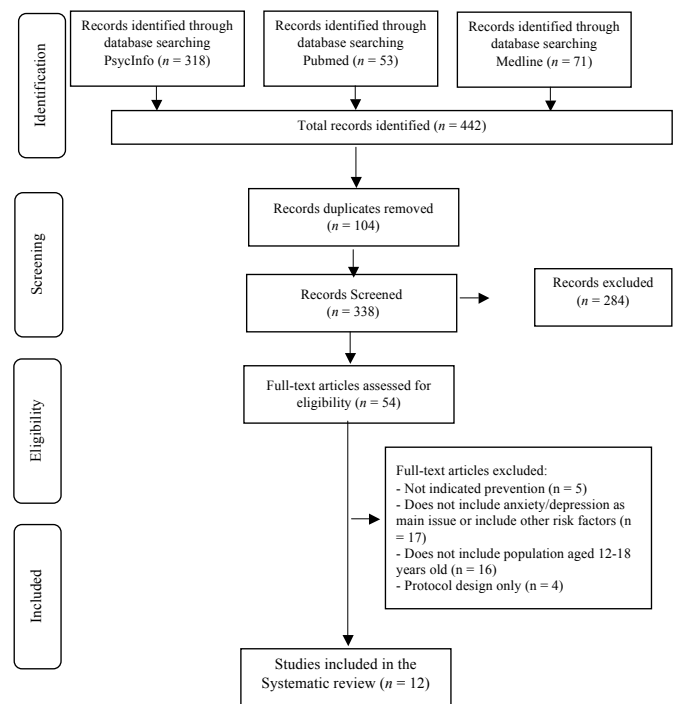 Identification
Records identified through
database searching
PsycInfo (n = 318)
Records identified through
database searching
Pubmed (n = 53)
Records identified through
database searching
Medline (n = 71)
Total records identified (n = 442)
Screening
Records duplicates removed
(n = 104)
Records Screened
(n = 338)
Records excluded
(n = 284)
Eligibility
Full-text articles assessed for
eligibility (n = 54)
Full-text articles excluded:
- Not indicated prevention (n = 5)
- Does not include anxiety/depression as
main issue or include other risk factors (n
= 17)
- Does not include population aged 12-18
years old (n = 16)
- Protocol design only (n = 4)
Included
Studies included in the
Systematic review (n = 12)